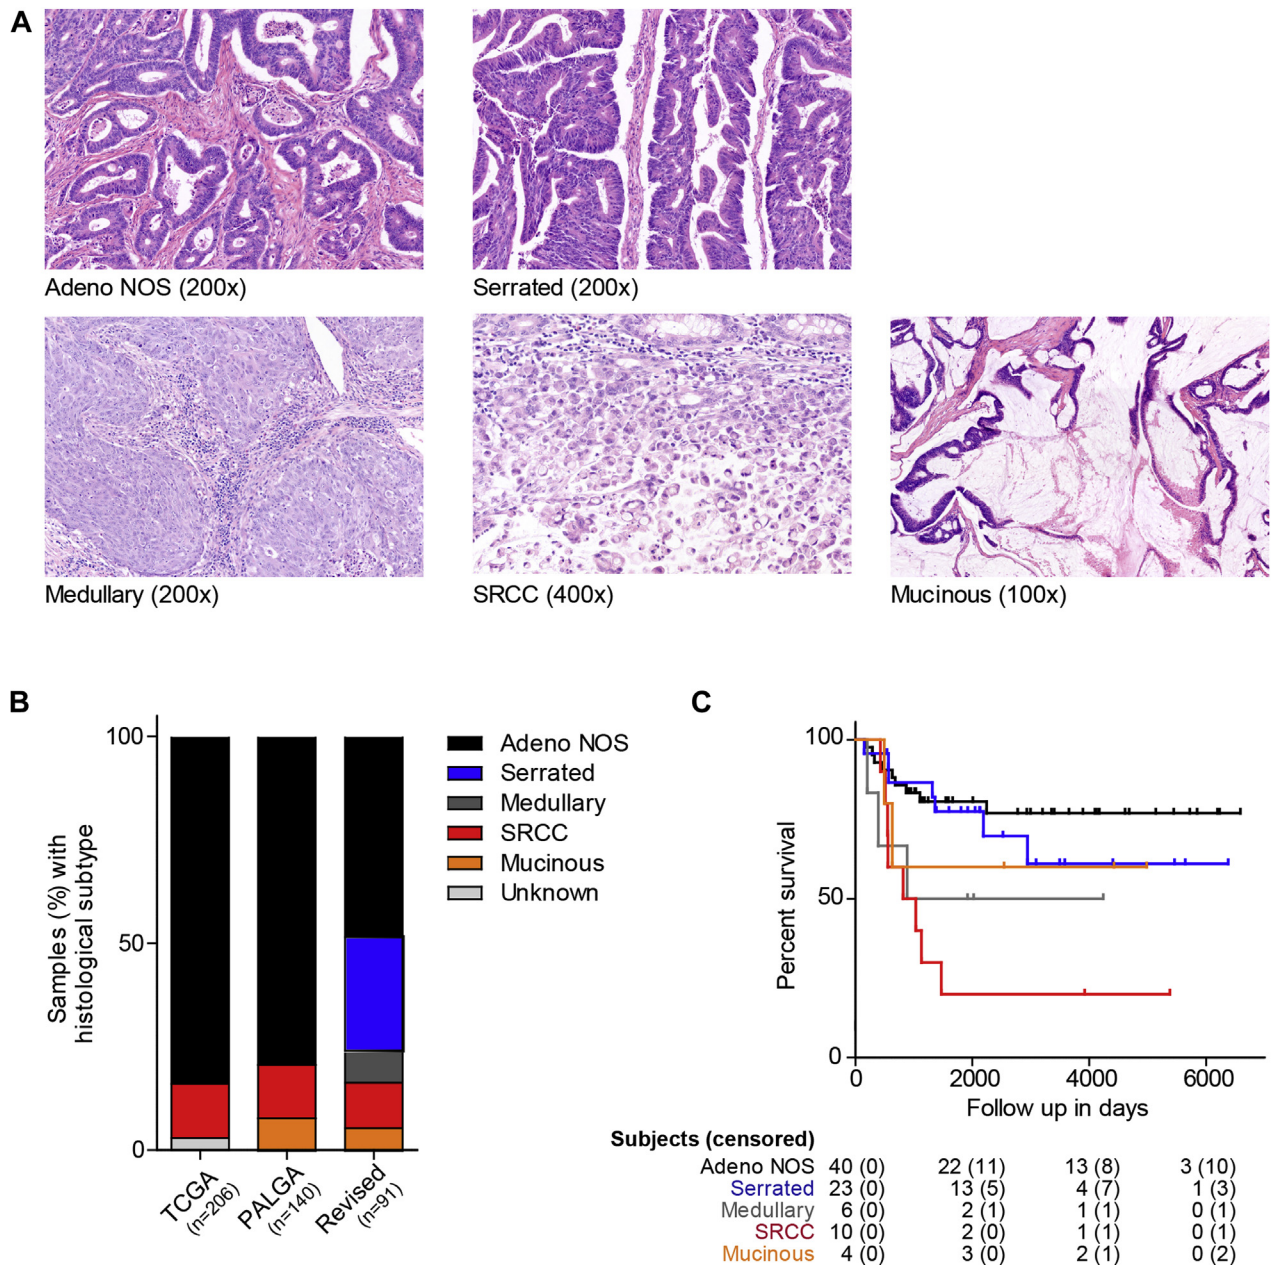 A
Adeno NOS (200x)
Serrated (200x)
Medullary (200x)
SRCC (400x)
Mucinous (100x)
B
Samples (%) with
histological subtype
100
50
0
TCGA
(n=206)
PALGA
(n=140)
Revised
(n=91)
Adeno NOS
Serrated
Medullary
SRCC
Mucinous
Unknown
C
Percent survival
100
50
0
0 2000 4000 6000
Follow up in days
Subjects (censored)
Adeno NOS 40 (0) 22 (11) 13 (8) 3 (10)
Serrated 23 (0) 13 (5) 4 (7) 1 (3)
Medullary 6 (0) 2 (1) 1 (1) 0 (1)
SRCC 10 (0) 2 (0) 1 (1) 0 (1)
Mucinous 4 (0) 3 (0) 2 (1) 0 (2)